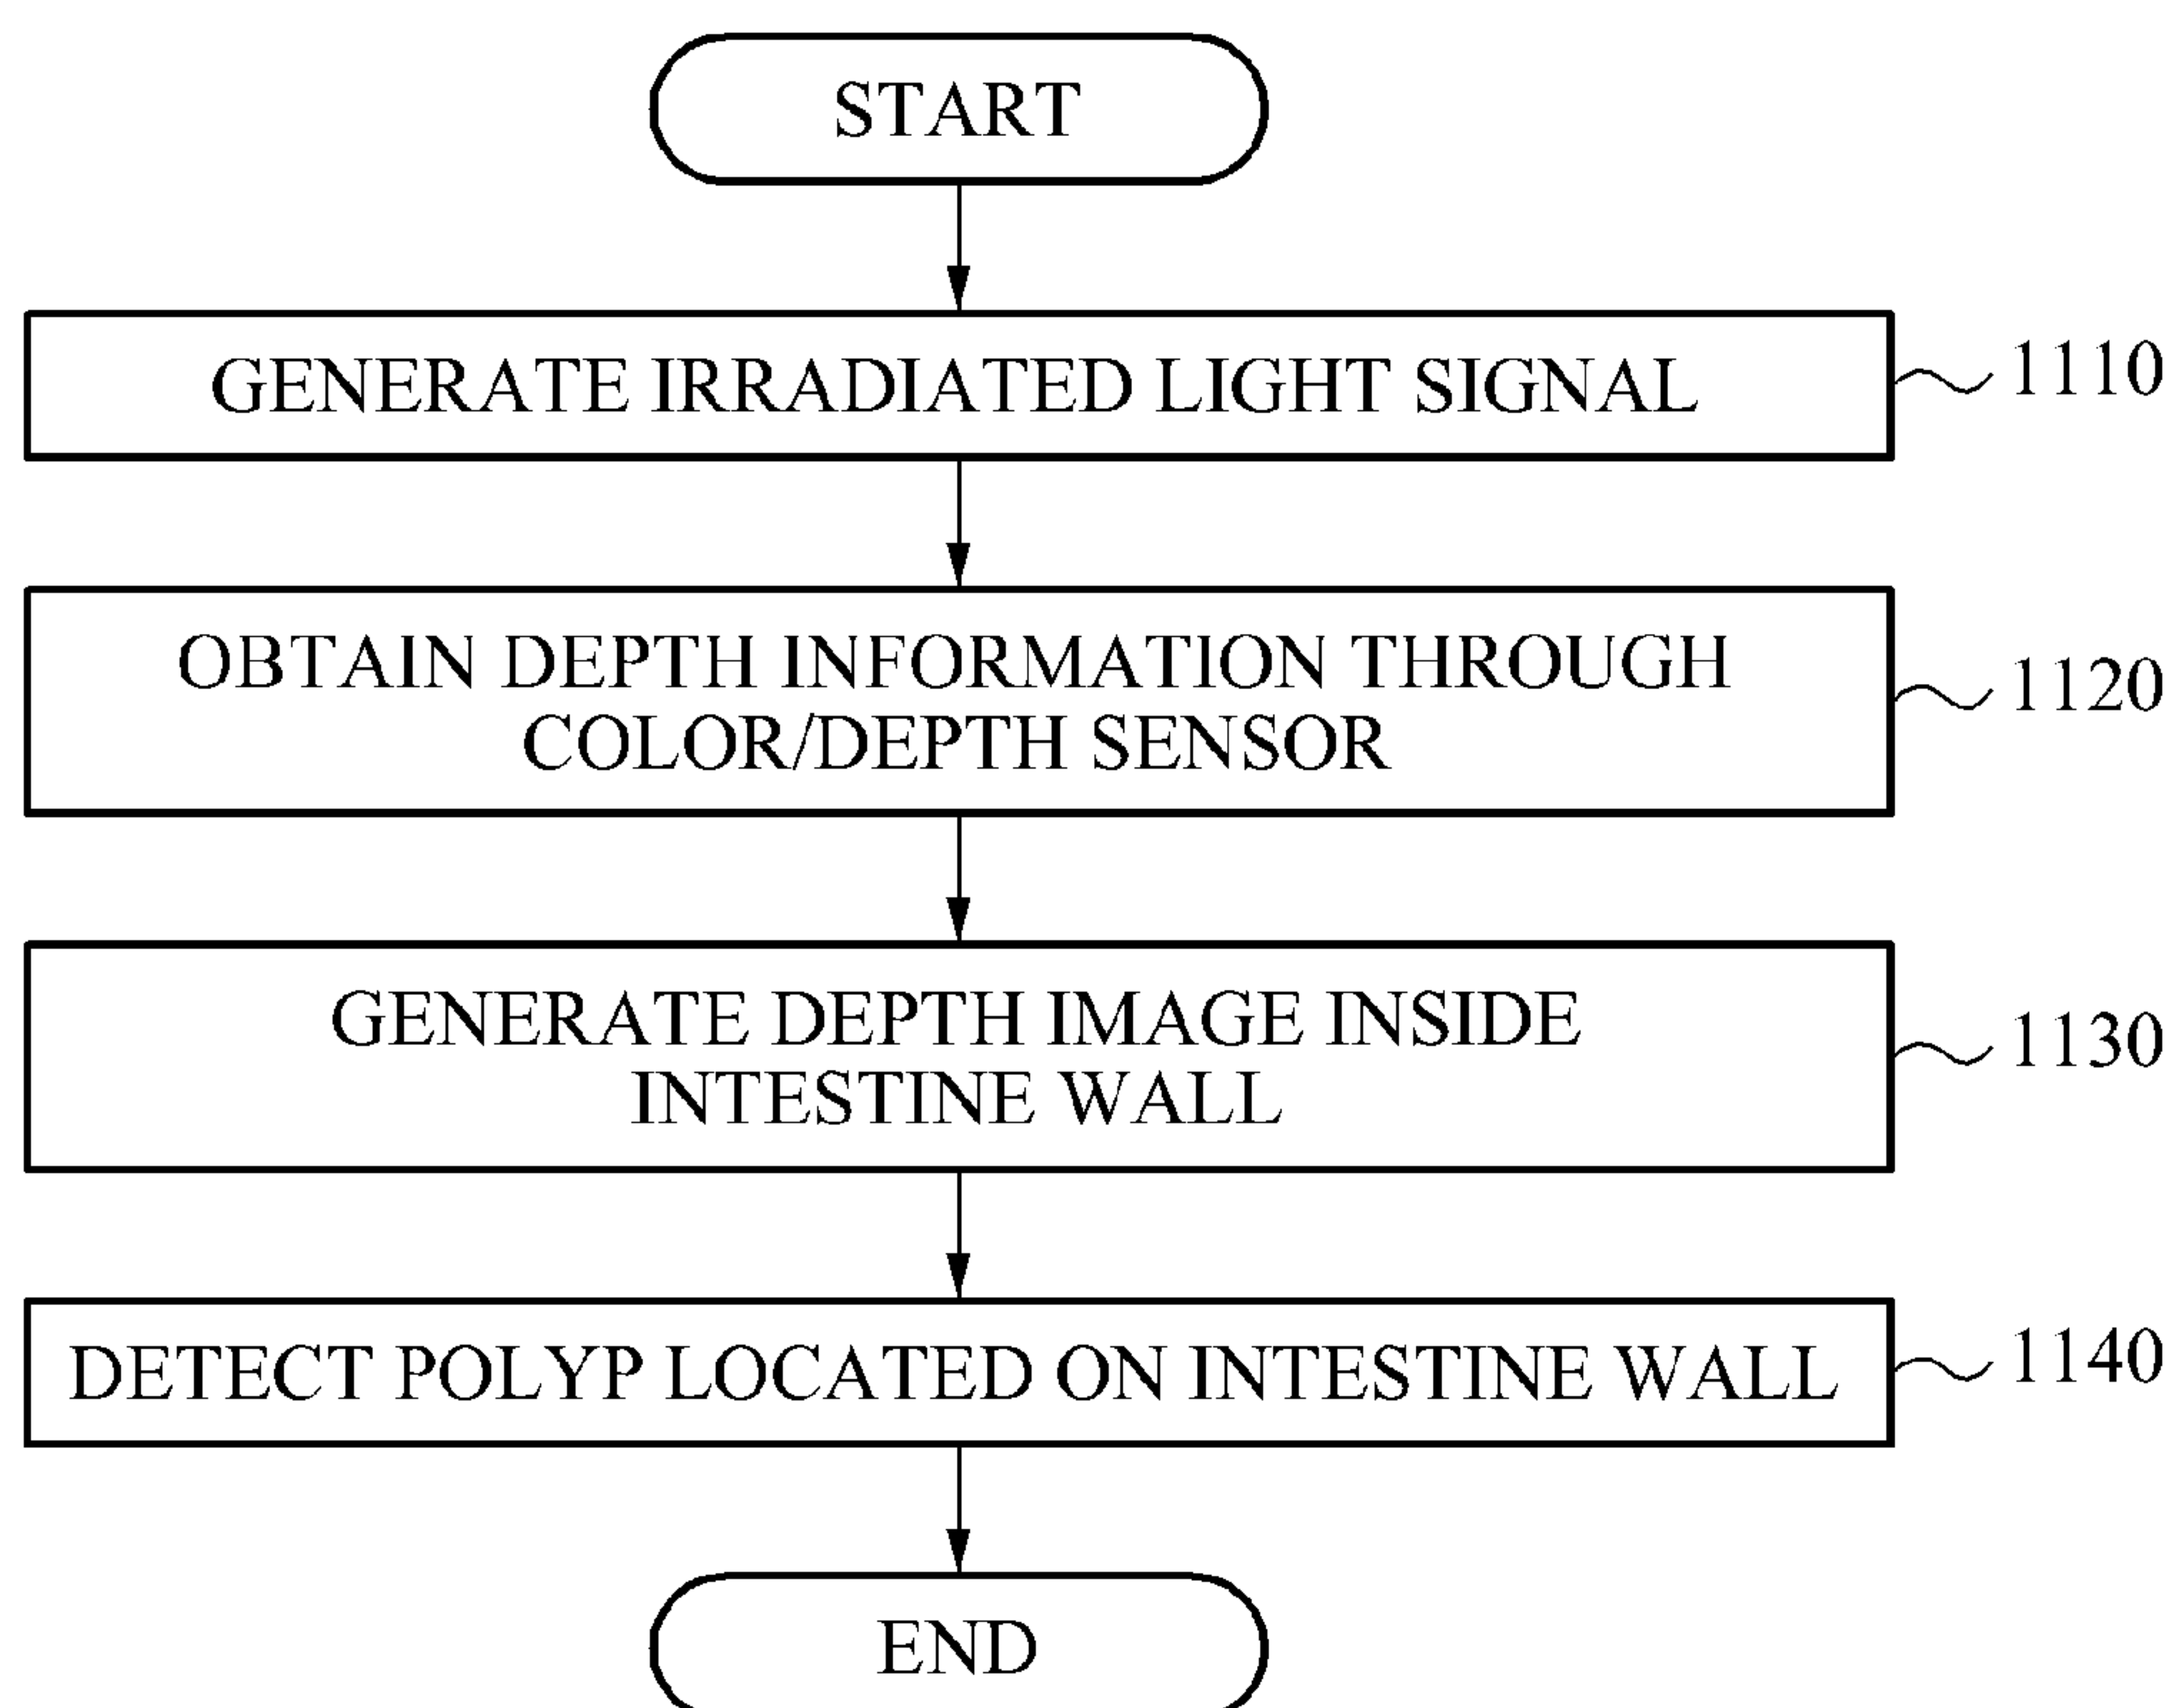 START
GENERATE IRRADIATED LIGHT SIGNAL
1110
OBTAIN DEPTH INFORMATION THROUGH
COLOR/DEPTH SENSOR
1120
GENERATE DEPTH IMAGE INSIDE
INTESTINE WALL
1130
DETECT POLYP LOCATED ON INTESTINE WALL
1140
END